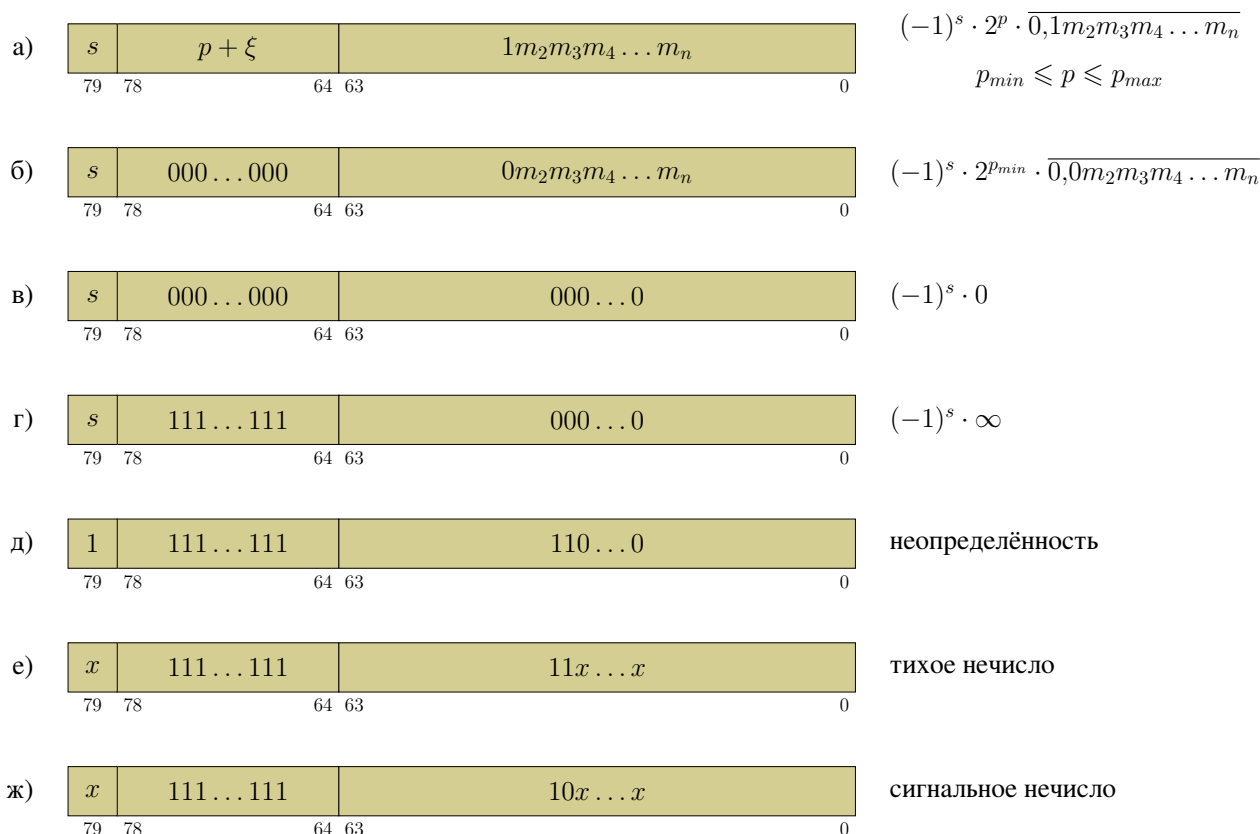 а) s p + ξ 1m₂m₃m₄ … mₙ (−1)ˢ · 2ᵖ · 0,1m₂m₃m₄ … mₙ
79 78 64 63 0 pₘᵢₙ ⩽ p ⩽ pₘₐₓ
б) s 000 … 000 0m₂m₃m₄ … mₙ (−1)ˢ · 2^{p_{min}} · 0,0m₂m₃m₄ … mₙ
79 78 64 63 0
в) s 000 … 000 000 … 0 (−1)ˢ · 0
79 78 64 63 0
г) s 111 … 111 000 … 0 (−1)ˢ · ∞
79 78 64 63 0
д) 1 111 … 111 110 … 0 неопределённость
79 78 64 63 0
е) x 111 … 111 11x … x тихое нечисло
79 78 64 63 0
ж) x 111 … 111 10x … x сигнальное нечисло
79 78 64 63 0